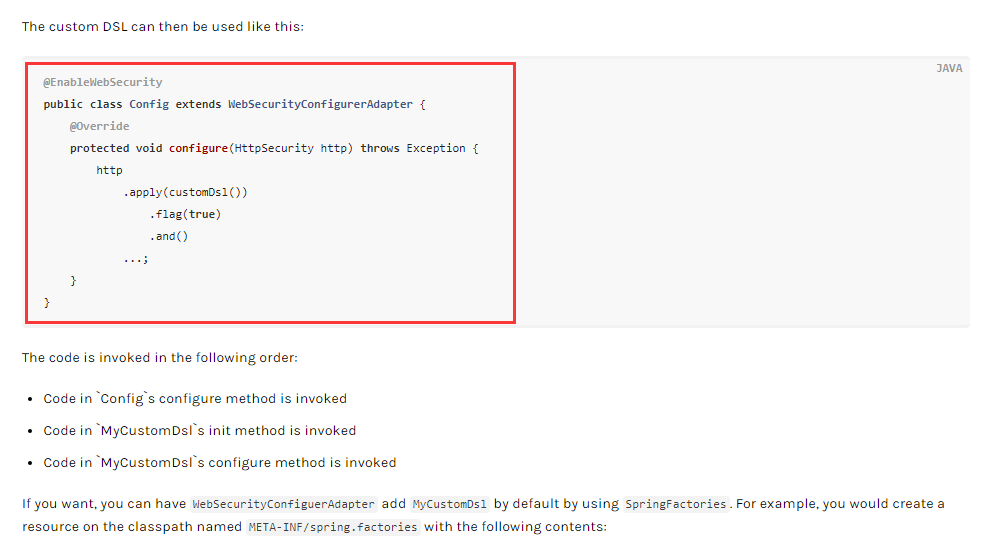 The custom DSL can then be used like this:
JAVA
@EnableWebSecurity
public class Config extends WebSecurityConfigurerAdapter {
    @Override
    protected void configure(HttpSecurity http) throws Exception {
        http
            .apply(customDsl())
                .flag(true)
                .and()
            ...;
    }
}
The code is invoked in the following order:
• Code in `Config`s configure method is invoked
• Code in `MyCustomDsl`s init method is invoked
• Code in `MyCustomDsl`s configure method is invoked
If you want, you can have WebSecurityConfiguerAdapter add MyCustomDsl by default by using SpringFactories. For example, you would create a
resource on the classpath named META-INF/spring.factories with the following contents: